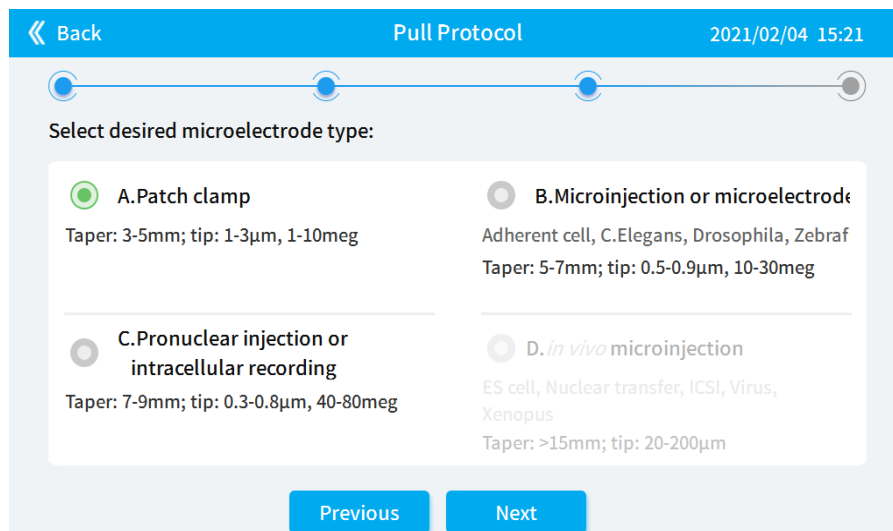 Back
Pull Protocol
2021/02/04 15:21
Select desired microelectrode type:
A.Patch clamp
Taper: 3-5mm; tip: 1-3μm, 1-10meg
B.Microinjection or microelectrode
Adherent cell, C.Elegans, Drosophila, Zebraf
Taper: 5-7mm; tip: 0.5-0.9μm, 10-30meg
C.Pronuclear injection or
intracellular recording
Taper: 7-9mm; tip: 0.3-0.8μm, 40-80meg
D.in vivo microinjection
ES cell, Nuclear transfer, ICSI, Virus,
Xenopus
Taper: >15mm; tip: 20-200μm
Previous
Next